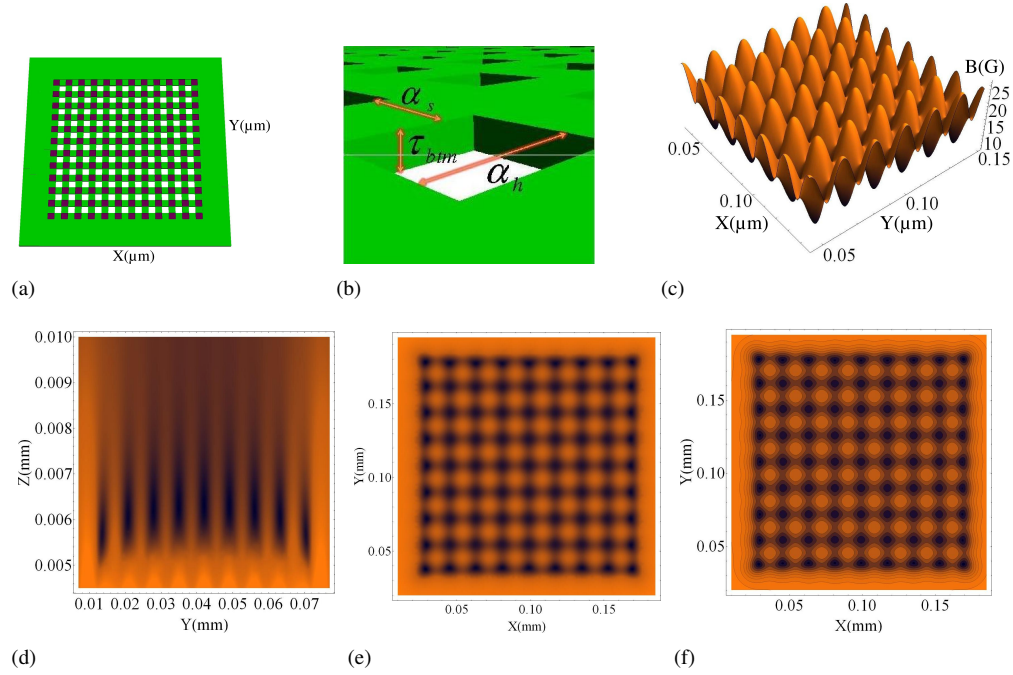 Y(µm)
X(µm)
(a)
α_s
τ_btm
α_h
(b)
B(G)
25
20
15
10
0.15
0.10
Y(µm)
0.05
0.05
0.10
X(µm)
(c)
0.010
0.009
0.008
0.007
0.006
0.005
Z(mm)
0.01 0.02 0.03 0.04 0.05 0.06 0.07
Y(mm)
(d)
0.15
0.10
0.05
Y(mm)
0.05 0.10 0.15
X(mm)
(e)
0.15
0.10
0.05
Y(mm)
0.05 0.10 0.15
X(mm)
(f)